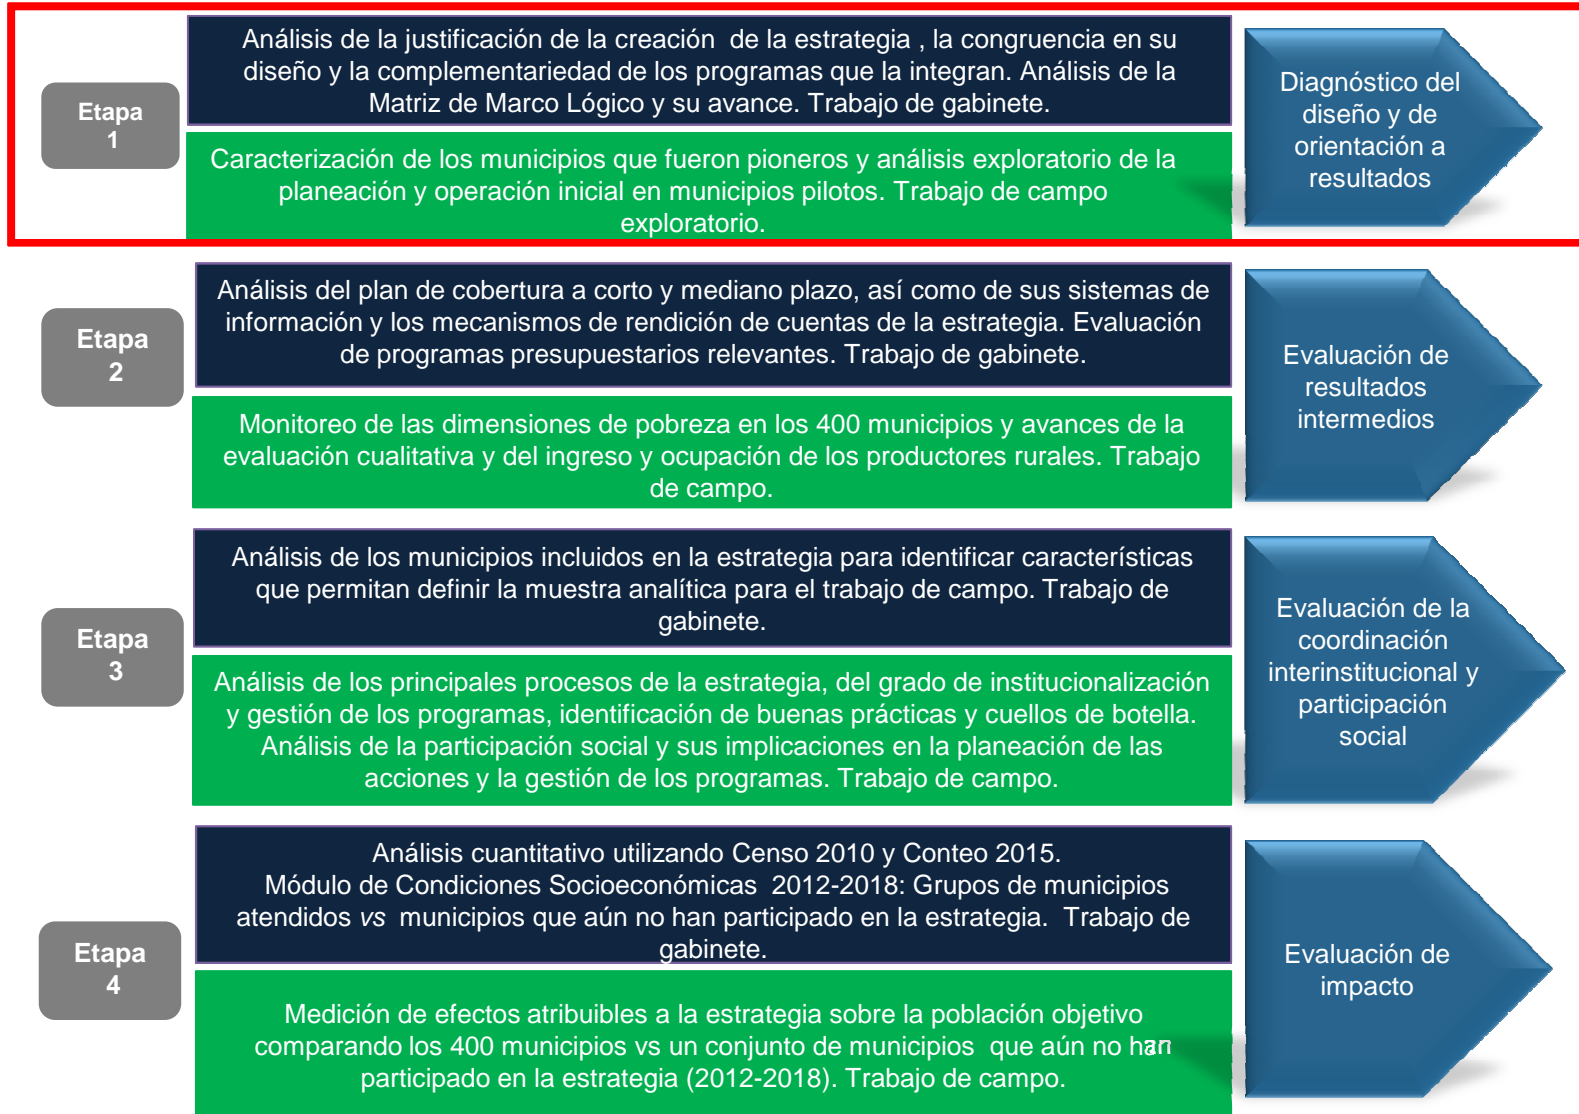 Etapa
1
Análisis de la justificación de la creación de la estrategia , la congruencia en su
diseño y la complementariedad de los programas que la integran. Análisis de la
Matriz de Marco Lógico y su avance. Trabajo de gabinete.
Caracterización de los municipios que fueron pioneros y análisis exploratorio de la
planeación y operación inicial en municipios pilotos. Trabajo de campo
exploratorio.
Diagnóstico del
diseño y de
orientación a
resultados
Etapa
2
Análisis del plan de cobertura a corto y mediano plazo, así como de sus sistemas de
información y los mecanismos de rendición de cuentas de la estrategia. Evaluación
de programas presupuestarios relevantes. Trabajo de gabinete.
Monitoreo de las dimensiones de pobreza en los 400 municipios y avances de la
evaluación cualitativa y del ingreso y ocupación de los productores rurales. Trabajo
de campo.
Evaluación de
resultados
intermedios
Etapa
3
Análisis de los municipios incluidos en la estrategia para identificar características
que permitan definir la muestra analítica para el trabajo de campo. Trabajo de
gabinete.
Análisis de los principales procesos de la estrategia, del grado de institucionalización
y gestión de los programas, identificación de buenas prácticas y cuellos de botella.
Análisis de la participación social y sus implicaciones en la planeación de las
acciones y la gestión de los programas. Trabajo de campo.
Evaluación de la
coordinación
interinstitucional y
participación
social
Etapa
4
Análisis cuantitativo utilizando Censo 2010 y Conteo 2015.
Módulo de Condiciones Socioeconómicas 2012-2018: Grupos de municipios
atendidos vs municipios que aún no han participado en la estrategia. Trabajo de
gabinete.
Medición de efectos atribuibles a la estrategia sobre la población objetivo
comparando los 400 municipios vs un conjunto de municipios que aún no han
participado en la estrategia (2012-2018). Trabajo de campo.
Evaluación de
impacto